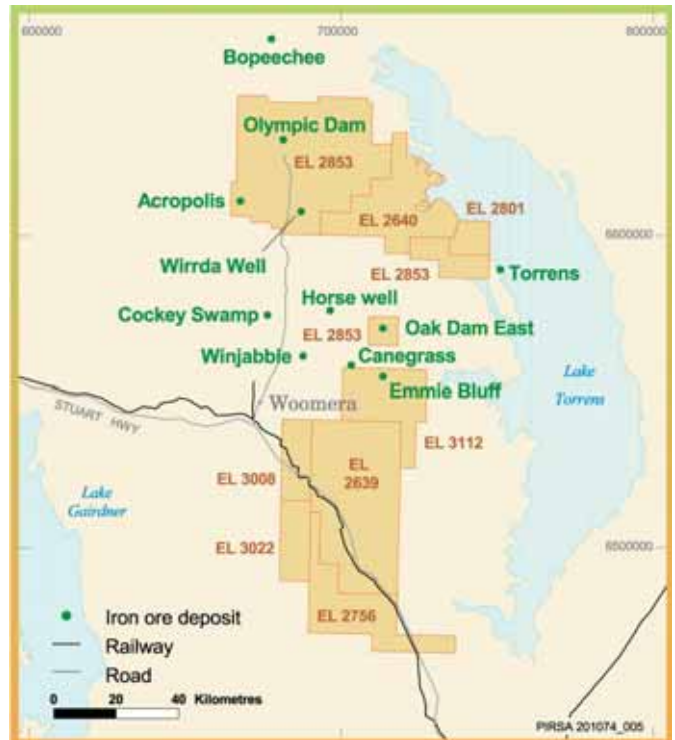 600000
700000
800000
Bopeechee
Olympic Dam
EL 2853
Acropolis
EL 2801
EL 2640
6600000
Wirrda Well
EL 2853
Torrens
Horse well
Cockey Swamp
EL 2853
Oak Dam East
Winjabbie
Canegrass
Lake
Torrens
Emmie Bluff
STUART HWY
Woomera
EL 3112
EL 3008
EL
2639
Lake
Gairdner
EL 3022
6500000
EL 2756
Iron ore deposit
Railway
Road
0 20 40 Kilometres
PIRSA 201074_005